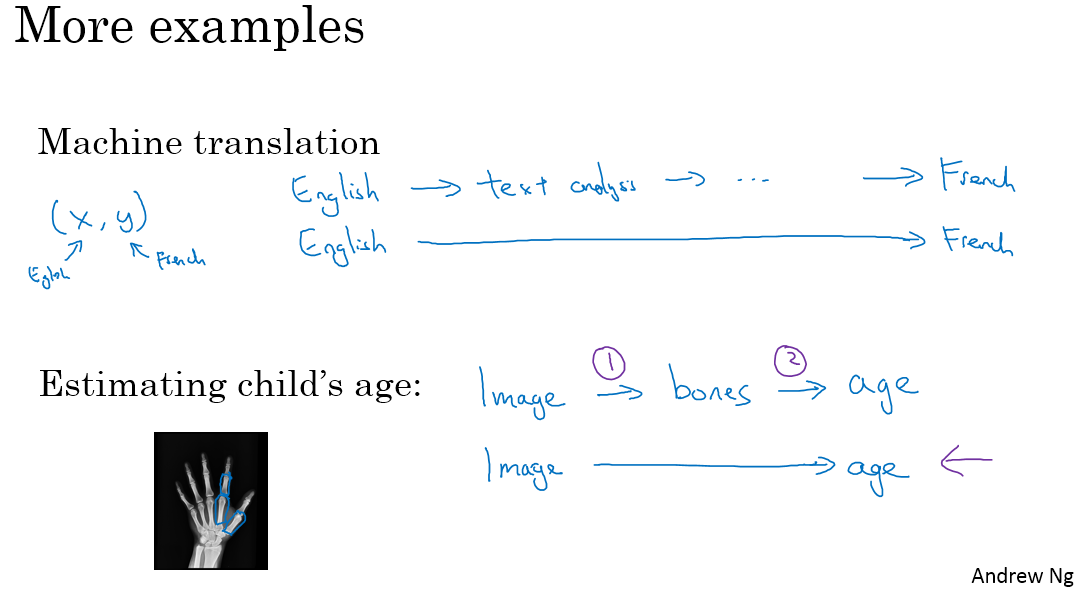 More examples
Machine translation
English → text analysis → ... → French
(x, y)
English → French
Eglish French
Estimating child's age:
① ②
Image → bones → age
Image → age ←
Andrew Ng